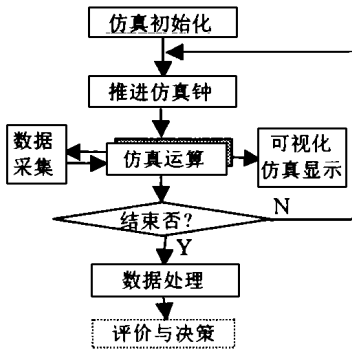 仿真初始化
推进仿真钟
数据
采集
仿真运算
可视化
仿真显示
结束否?
N
Y
数据处理
评价与决策